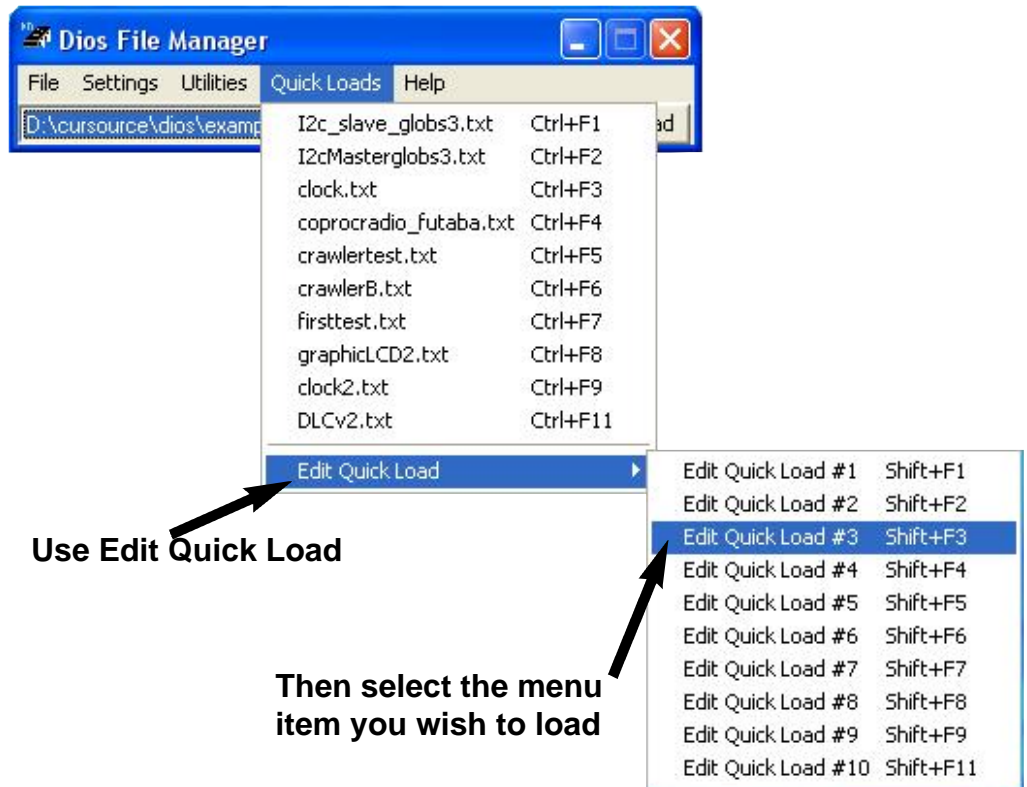 Dios File Manager
File Settings Utilities Quick Loads Help
D:\cursource\dios\examp
I2c_slave_globs3.txt Ctrl+F1
I2cMasterglobs3.txt Ctrl+F2
clock.txt Ctrl+F3
coprocradio_futaba.txt Ctrl+F4
crawlertest.txt Ctrl+F5
crawlerB.txt Ctrl+F6
firsttest.txt Ctrl+F7
graphicLCD2.txt Ctrl+F8
clock2.txt Ctrl+F9
DLCv2.txt Ctrl+F11
Edit Quick Load
Edit Quick Load #1 Shift+F1
Edit Quick Load #2 Shift+F2
Edit Quick Load #3 Shift+F3
Edit Quick Load #4 Shift+F4
Edit Quick Load #5 Shift+F5
Edit Quick Load #6 Shift+F6
Edit Quick Load #7 Shift+F7
Edit Quick Load #8 Shift+F8
Edit Quick Load #9 Shift+F9
Edit Quick Load #10 Shift+F11
Use Edit Quick Load
Then select the menu
item you wish to load